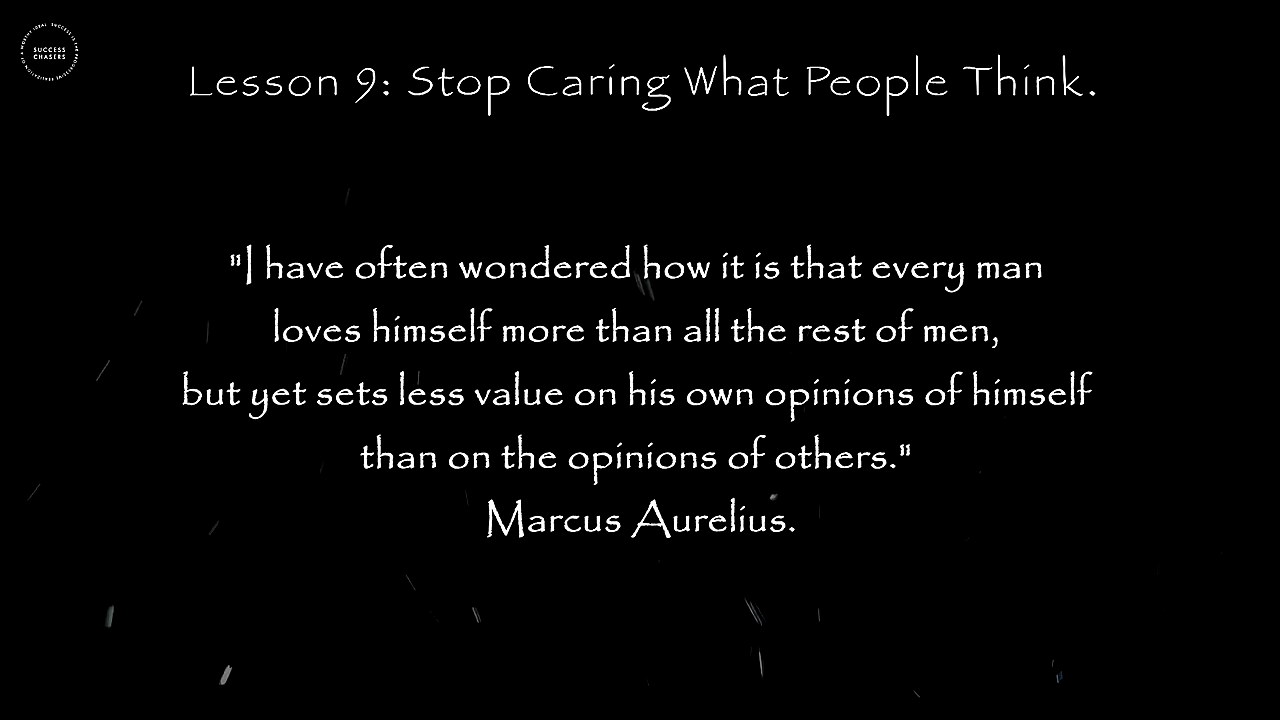 SUCCESS
CHASERS
Lesson 9: Stop Caring What People Think.
"I have often wondered how it is that every man
loves himself more than all the rest of men,
but yet sets less value on his own opinions of himself
than on the opinions of others."
Marcus Aurelius.